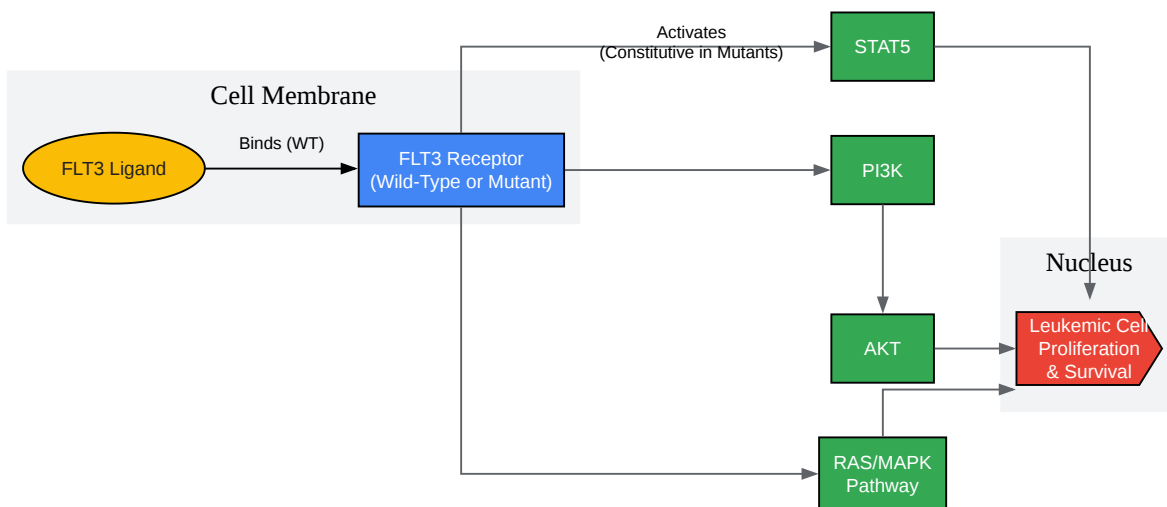 Activates
(Constitutive in Mutants)
STAT5
Cell Membrane
FLT3 Ligand
Binds (WT)
FLT3 Receptor
(Wild-Type or Mutant)
PI3K
Nucleus
AKT
Leukemic Cell
Proliferation
& Survival
RAS/MAPK
Pathway